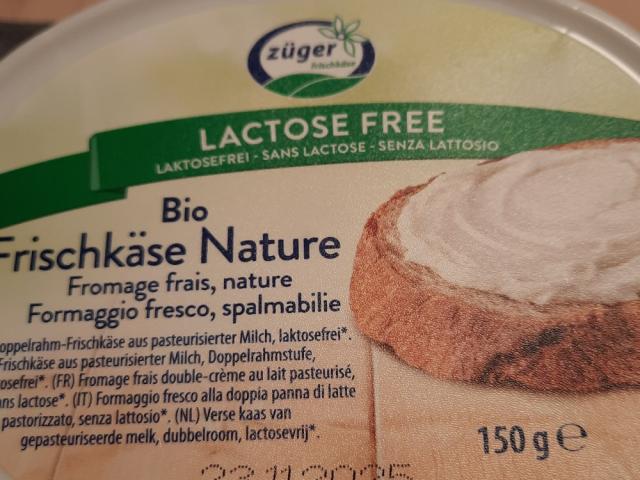 züger
frischkäse
LACTOSE FREE
LAKTOSEFREI - SANS LACTOSE - SENZA LATTOSIO
Bio
Frischkäse Nature
Fromage frais, nature
Formaggio fresco, spalmabilie
oppelrahm-Frischkäse aus pasteurisierter Milch, laktosefrei*.
Frischkäse aus pasteurisierter Milch, Doppelrahmstufe,
osefrei*. (FR) Fromage frais double-crème au lait pasteurisé,
ns lactose*. (IT) Formaggio fresco alla doppia panna di latte
pastorizzato, senza lattosio*. (NL) Verse kaas van
gepasteuriseerde melk, dubbelroom, lactosevrij*.
150 g ℮